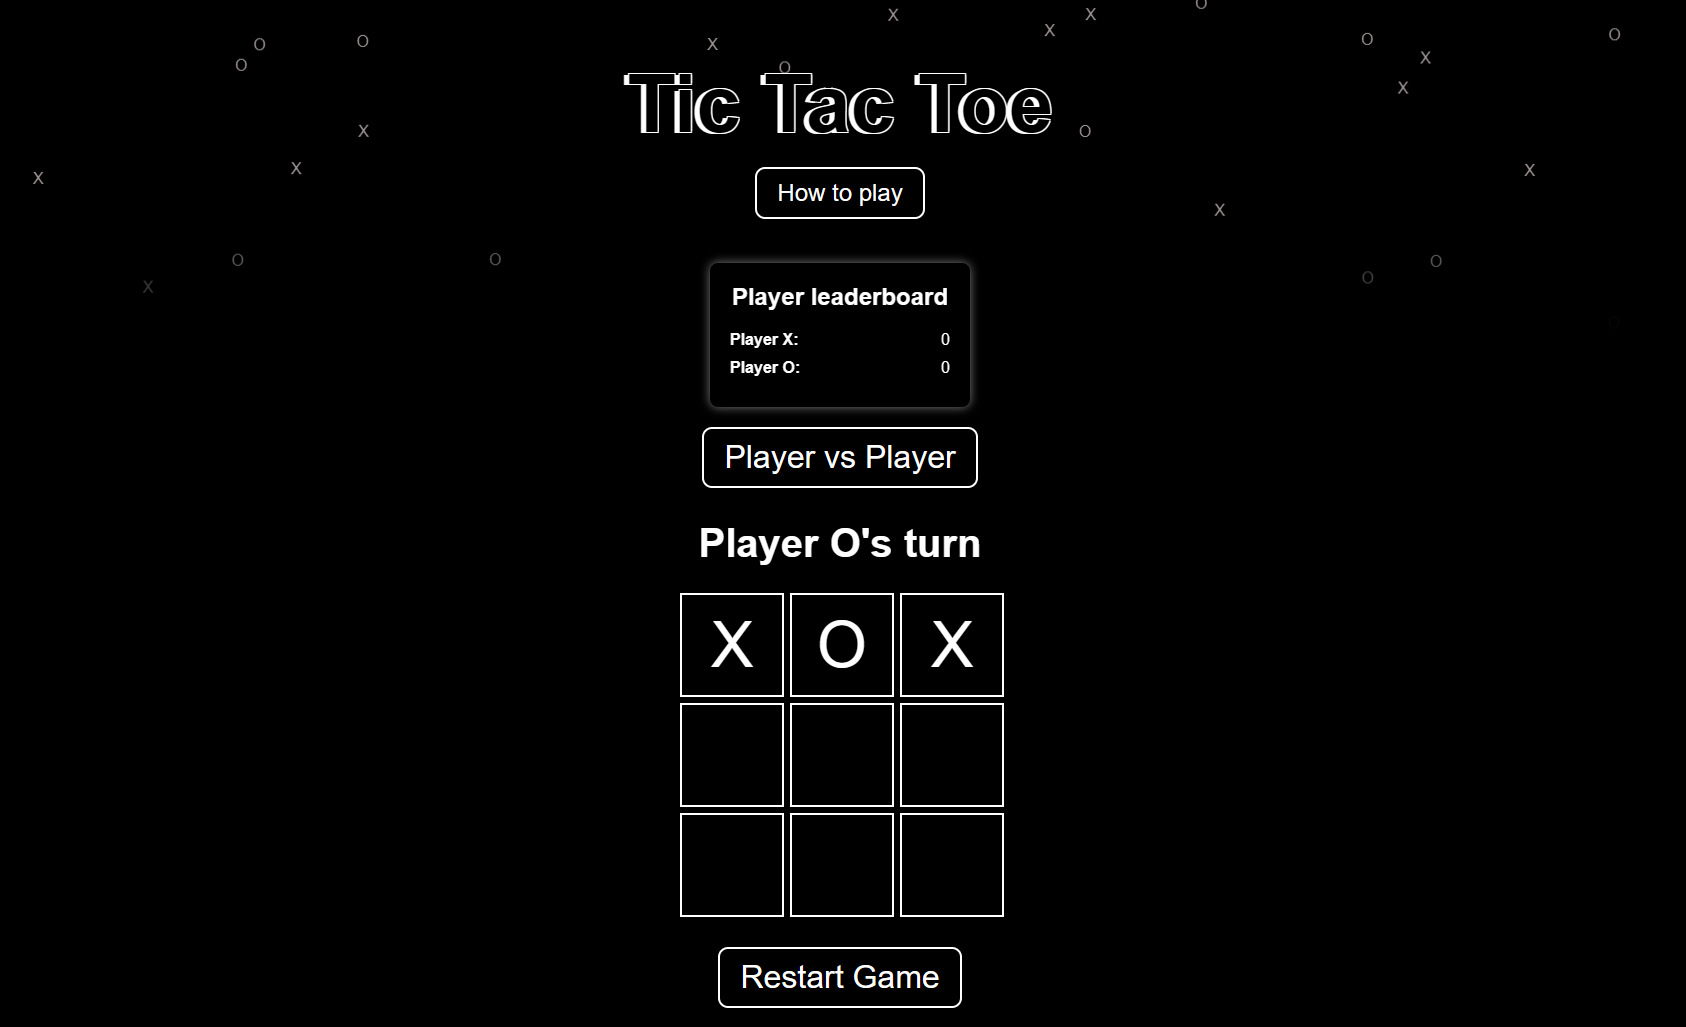 Tic Tac Toe
How to play
Player leaderboard
Player X: 0
Player O: 0
Player vs Player
Player O's turn
X O X
Restart Game